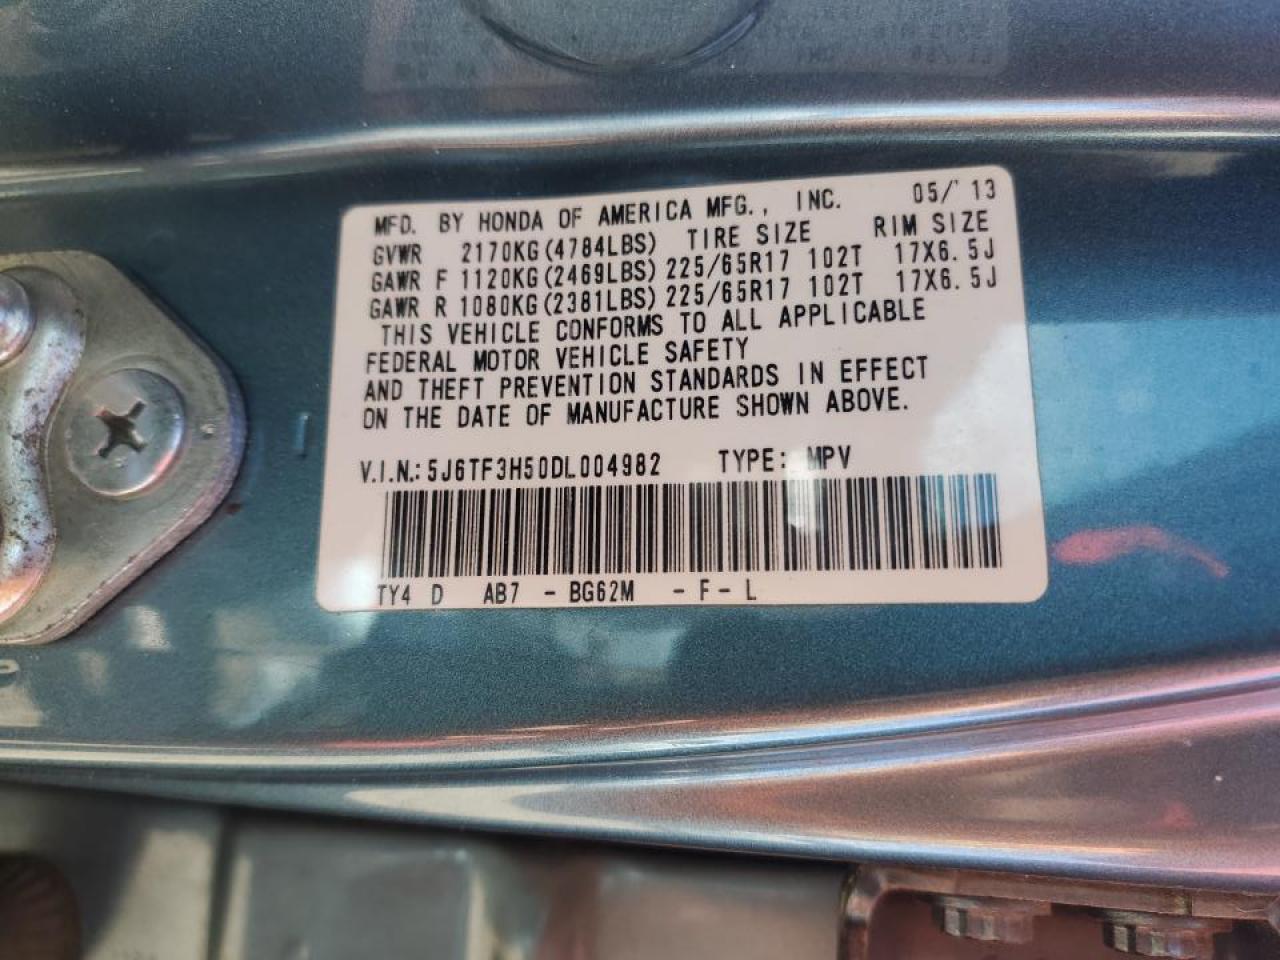 MFD. BY HONDA OF AMERICA MFG., INC. 05/'13
GVWR 2170KG(4784LBS) TIRE SIZE RIM SIZE
GAWR F 1120KG(2469LBS) 225/65R17 102T 17X6.5J
GAWR R 1080KG(2381LBS) 225/65R17 102T 17X6.5J
THIS VEHICLE CONFORMS TO ALL APPLICABLE
FEDERAL MOTOR VEHICLE SAFETY
AND THEFT PREVENTION STANDARDS IN EFFECT
ON THE DATE OF MANUFACTURE SHOWN ABOVE.
V.I.N.: 5J6TF3H50DL004982 TYPE: MPV
TY4 D AB7 - BG62M - F - L